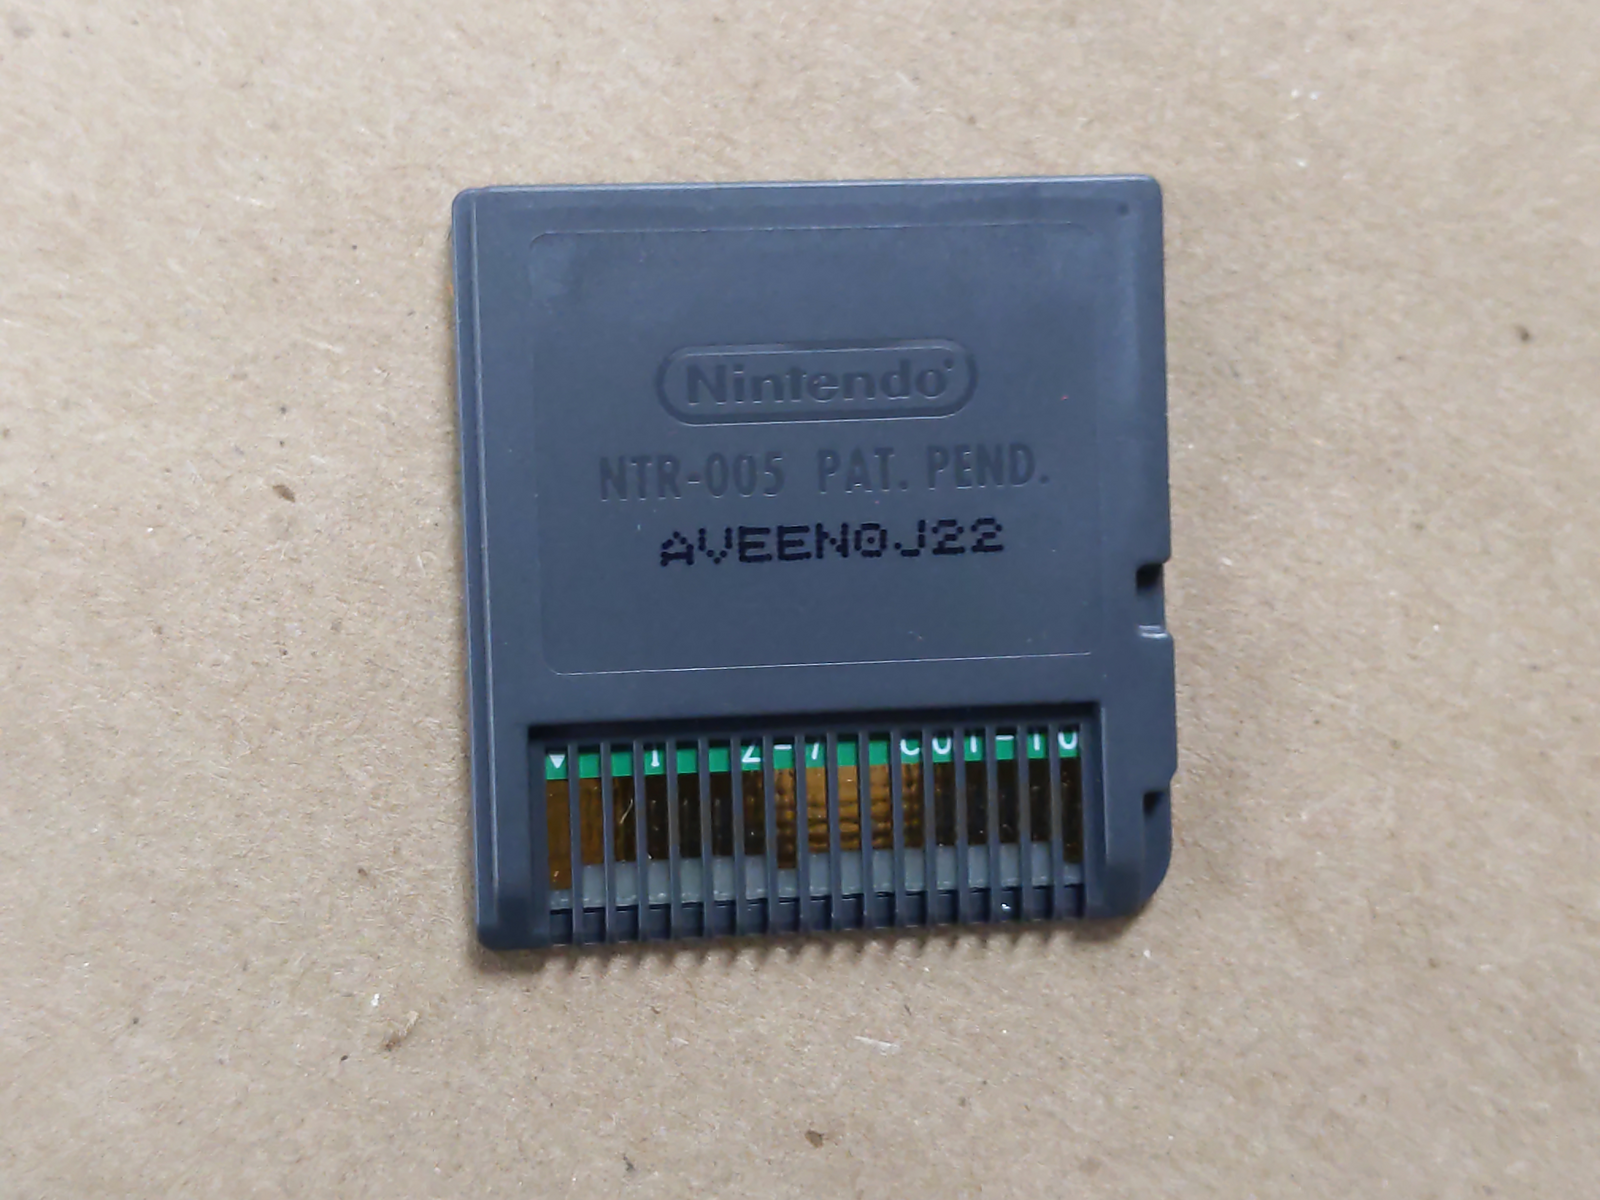 Nintendo
NTR-005 PAT. PEND.
AVEEN0J22